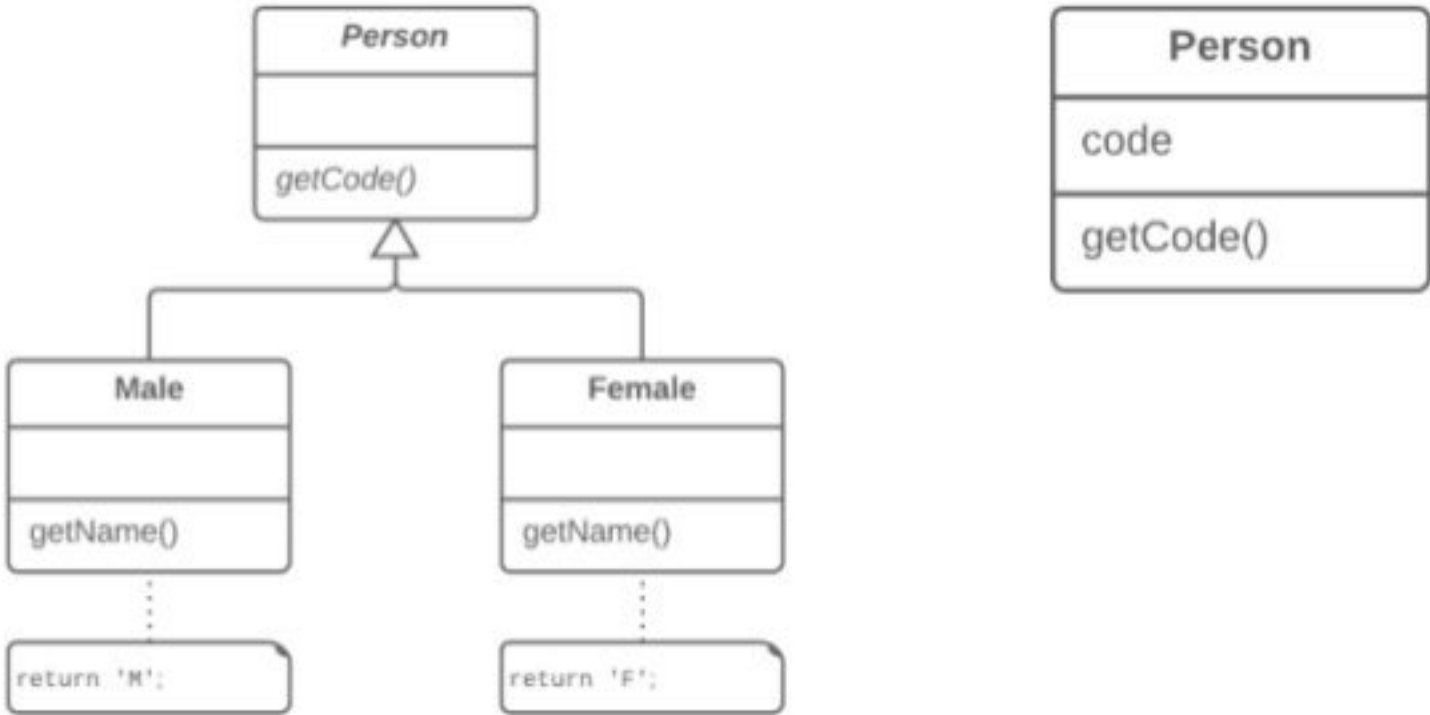 Person
getCode()
Male
getName()
return 'M';
Female
getName()
return 'F';
Person
code
getCode()